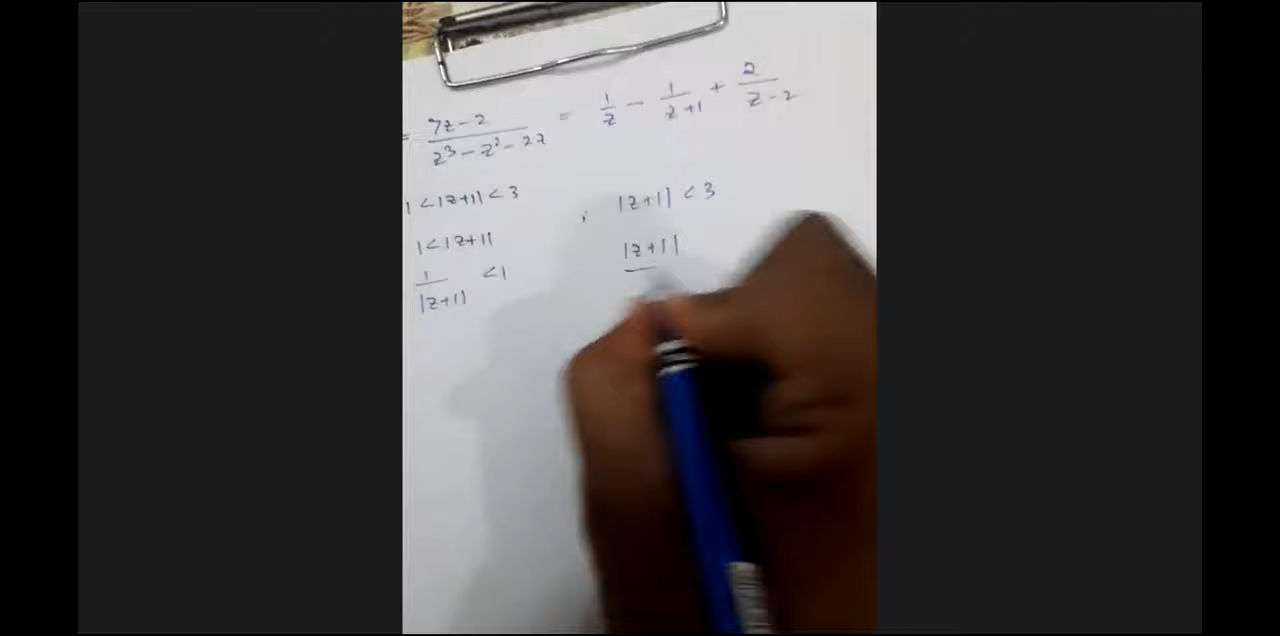 = 7z-2 / z³-z²-2z = 1/z - 1/z+1 + 2/z-2
1 < |z+1| < 3 ; |z+1| < 3
1 < |z+1| |z+1|
1/|z+1| < 1